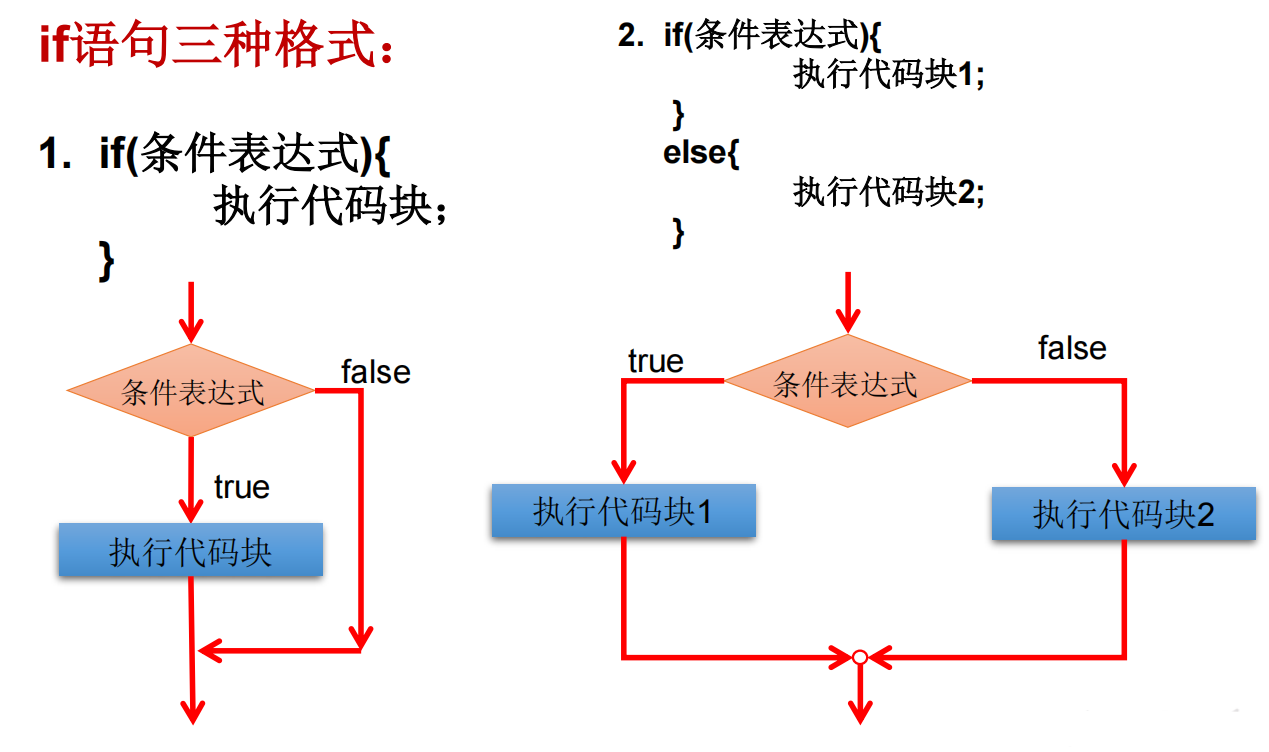 if语句三种格式：
1. if(条件表达式){
执行代码块；
}
条件表达式
false
true
执行代码块
2. if(条件表达式){
执行代码块1;
}
else{
执行代码块2;
}
true
条件表达式
false
执行代码块1
执行代码块2